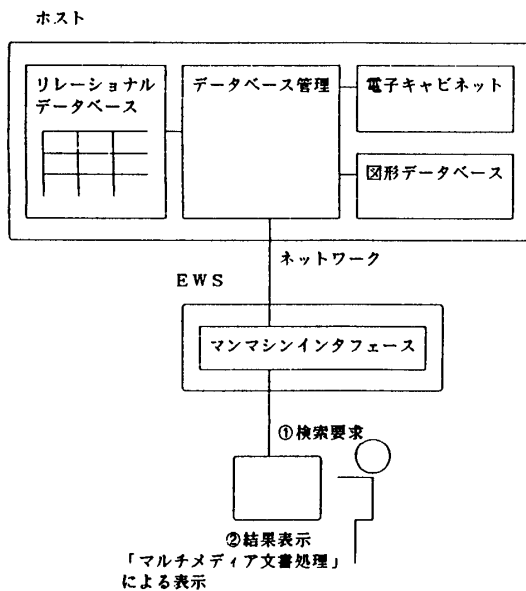 ホスト
リレーショナル
データベース
データベース管理
電子キャビネット
図形データベース
ネットワーク
EWS
マンマシンインタフェース
①検索要求
②結果表示
「マルチメディア文書処理」
による表示